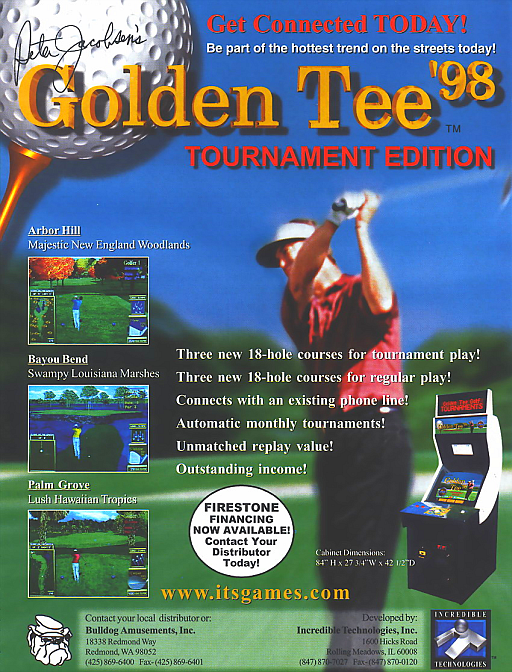 Get Connected TODAY!
Be part of the hottest trend on the streets today!
Peter Jacobsen's
Golden Tee '98
TM
TOURNAMENT EDITION
Arbor Hill
Majestic New England Woodlands
Bayou Bend
Swampy Louisiana Marshes
Palm Grove
Lush Hawaiian Tropics
Three new 18-hole courses for tournament play!
Three new 18-hole courses for regular play!
Connects with an existing phone line!
Automatic monthly tournaments!
Unmatched replay value!
Outstanding income!
FIRESTONE
FINANCING
NOW AVAILABLE!
Contact Your
Distributor
Today!
Cabinet Dimensions:
84" H x 27 3/4"W x 42 1/2"D
www.itsgames.com
Contact your local distributor or:
Bulldog Amusements, Inc.
18338 Redmond Way
Redmond, WA 98052
(425) 869-6400 Fax-(425) 869-6401
Developed by:
Incredible Technologies, Inc.
1600 Hicks Road
Rolling Meadows, IL 60008
(847) 870-7027 Fax-(847) 870-0120
INCREDIBLE
TECHNOLOGIES